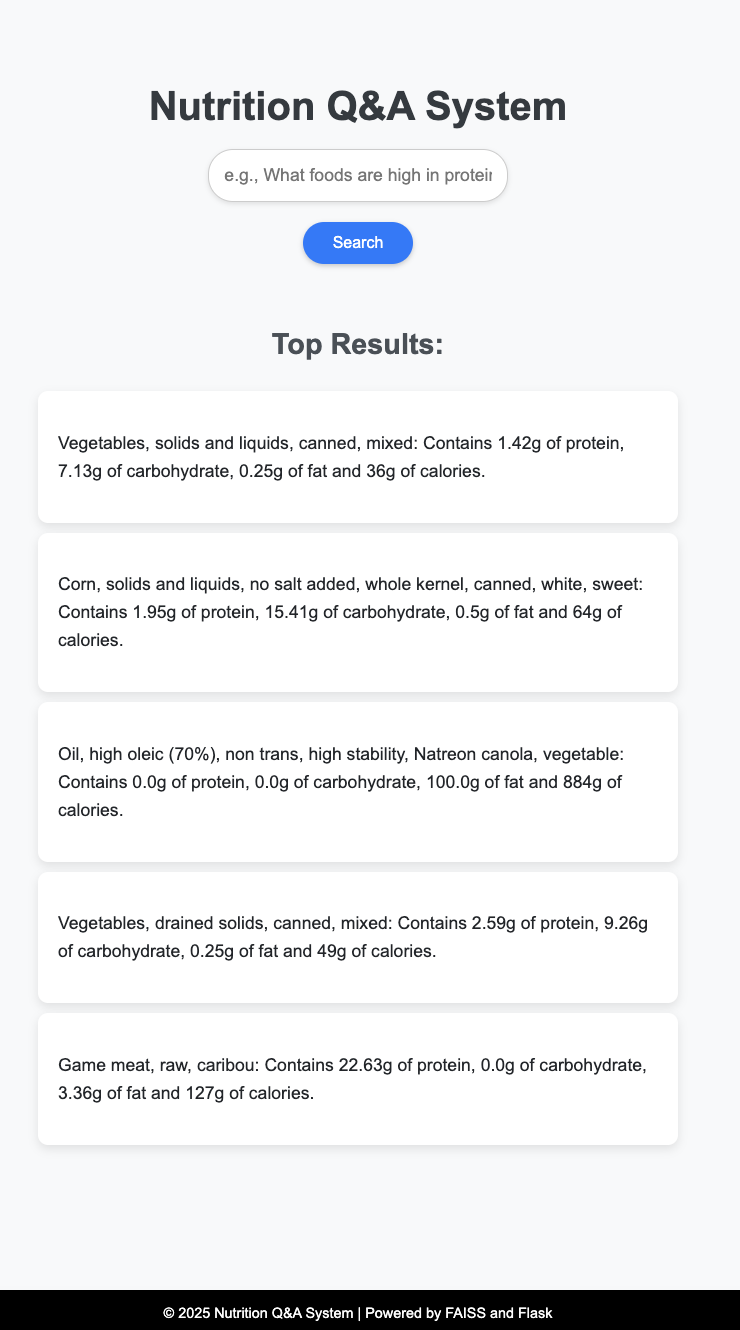 Nutrition Q&A System
e.g., What foods are high in protein
Search
Top Results:
Vegetables, solids and liquids, canned, mixed: Contains 1.42g of protein,
7.13g of carbohydrate, 0.25g of fat and 36g of calories.
Corn, solids and liquids, no salt added, whole kernel, canned, white, sweet:
Contains 1.95g of protein, 15.41g of carbohydrate, 0.5g of fat and 64g of
calories.
Oil, high oleic (70%), non trans, high stability, Natreon canola, vegetable:
Contains 0.0g of protein, 0.0g of carbohydrate, 100.0g of fat and 884g of
calories.
Vegetables, drained solids, canned, mixed: Contains 2.59g of protein, 9.26g
of carbohydrate, 0.25g of fat and 49g of calories.
Game meat, raw, caribou: Contains 22.63g of protein, 0.0g of carbohydrate,
3.36g of fat and 127g of calories.
© 2025 Nutrition Q&A System | Powered by FAISS and Flask